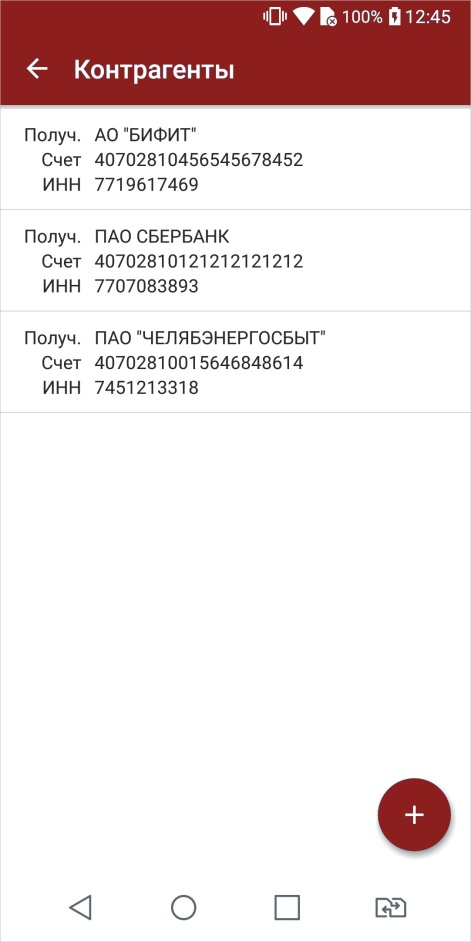 100% 12:45
Контрагенты
Получ. АО "БИФИТ"
Счет 40702810456545678452
ИНН 7719617469
Получ. ПАО СБЕРБАНК
Счет 40702810121212121212
ИНН 7707083893
Получ. ПАО "ЧЕЛЯБЭНЕРГОСБЫТ"
Счет 40702810015646848614
ИНН 7451213318